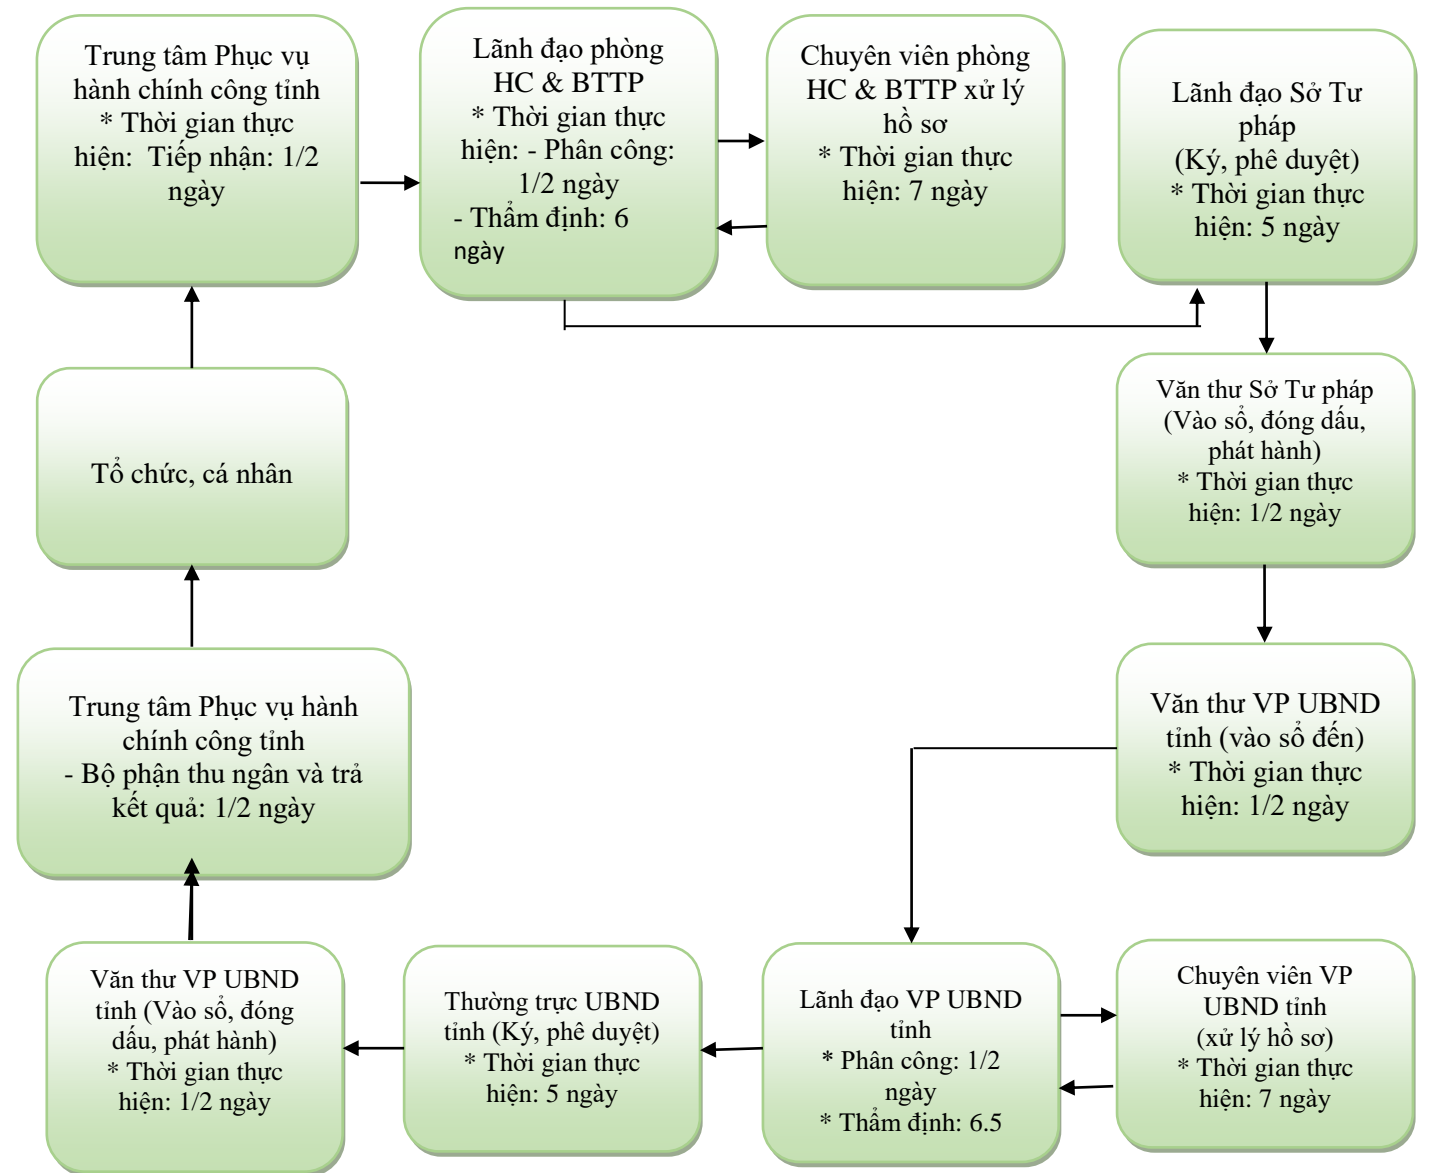 Trung tâm Phục vụ
hành chính công tỉnh
* Thời gian thực
hiện:  Tiếp nhận: 1/2
ngày
Lãnh đạo phòng
HC & BTTP
* Thời gian thực
hiện: - Phân công:
1/2 ngày
- Thẩm định: 6
ngày
Chuyên viên phòng
HC & BTTP xử lý
hồ sơ
* Thời gian thực
hiện: 7 ngày
Lãnh đạo Sở Tư
pháp
(Ký, phê duyệt)
* Thời gian thực
hiện: 5 ngày
Tổ chức, cá nhân
Văn thư Sở Tư pháp
(Vào sổ, đóng dấu,
phát hành)
* Thời gian thực
hiện: 1/2 ngày
Trung tâm Phục vụ hành
chính công tỉnh
- Bộ phận thu ngân và trả
kết quả: 1/2 ngày
Văn thư VP UBND
tỉnh (vào sổ đến)
* Thời gian thực
hiện: 1/2 ngày
Văn thư VP UBND
tỉnh (Vào sổ, đóng
dấu, phát hành)
* Thời gian thực
hiện: 1/2 ngày
Thường trực UBND
tỉnh (Ký, phê duyệt)
* Thời gian thực
hiện: 5 ngày
Lãnh đạo VP UBND
tỉnh
* Phân công: 1/2
ngày
* Thẩm định: 6.5
Chuyên viên VP
UBND tỉnh
(xử lý hồ sơ)
* Thời gian thực
hiện: 7 ngày